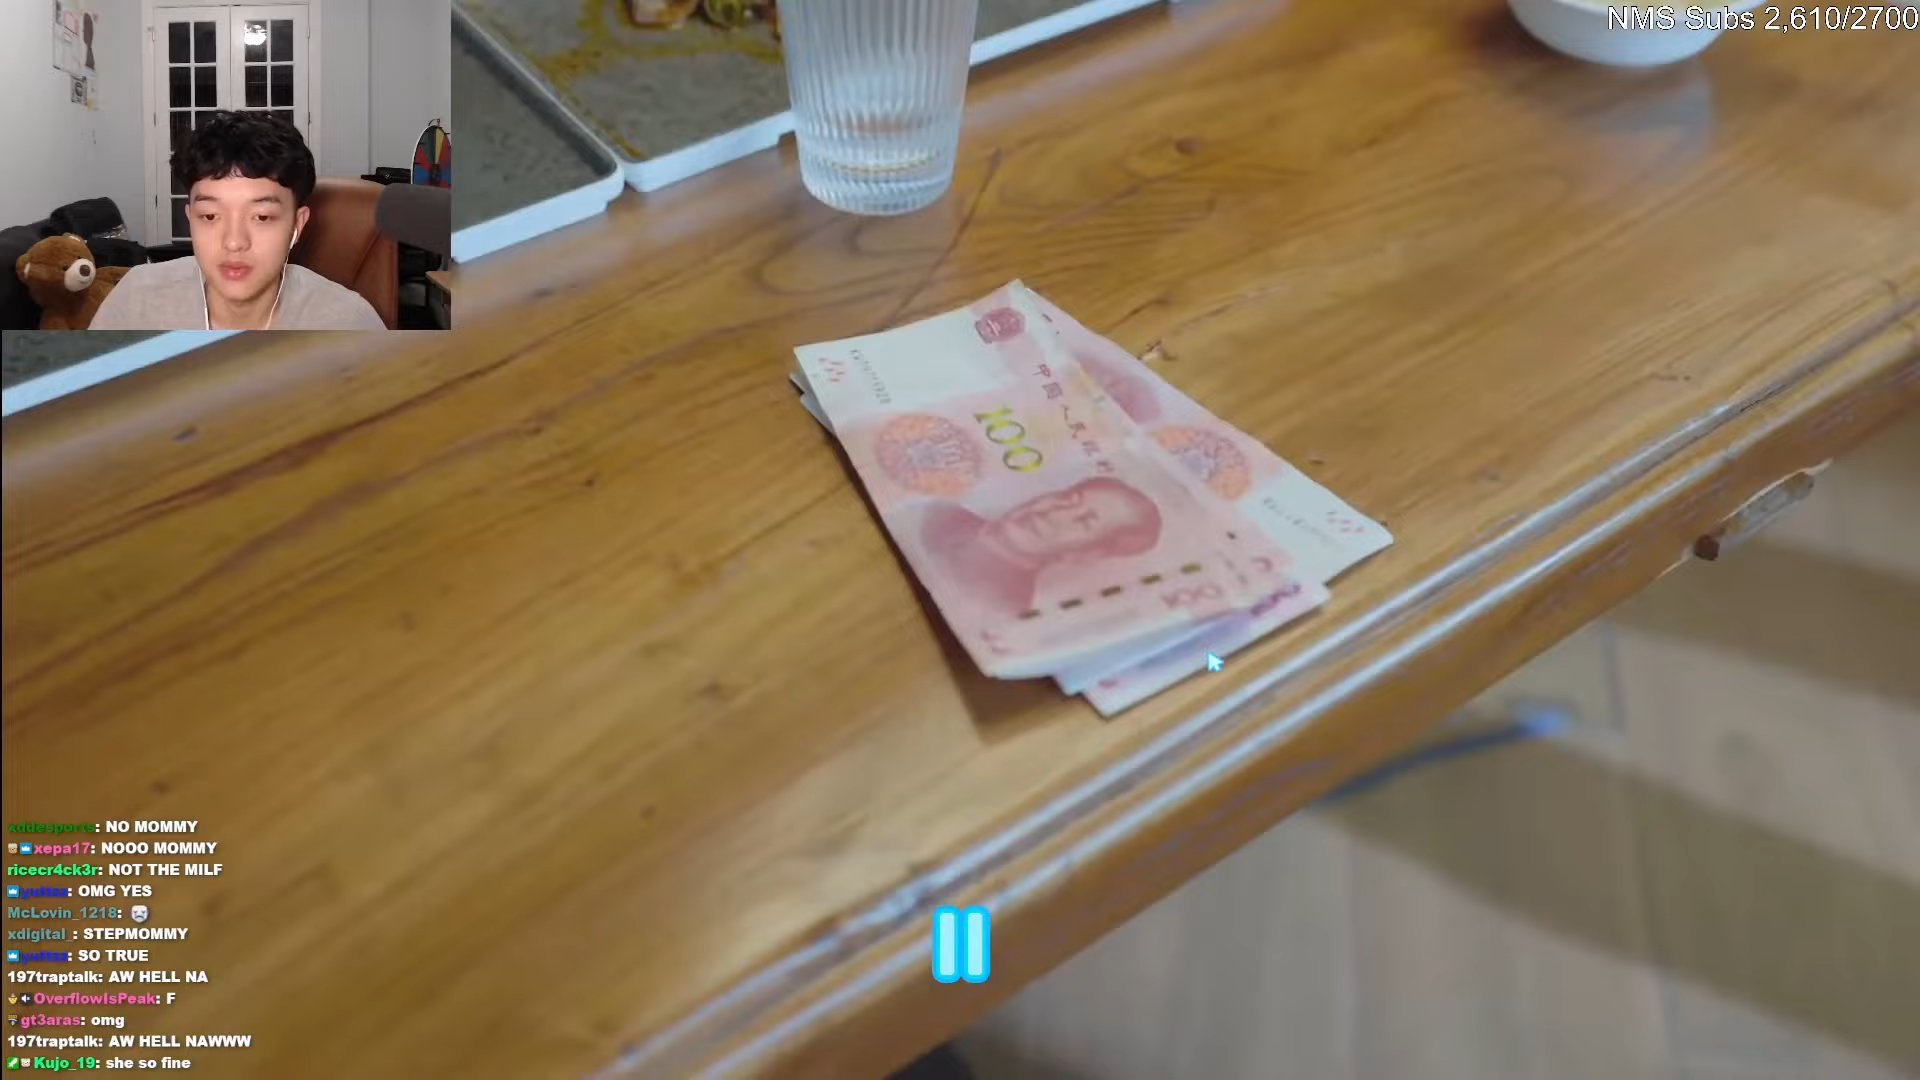 NMS Subs 2,610/2700
中国人民银行
100
100
xddesports: NO MOMMY
xepa17: NOOO MOMMY
ricecr4ck3r: NOT THE MILF
: OMG YES
McLovin_1218:
xdigital_: STEPMOMMY
: SO TRUE
197traptalk: AW HELL NA
OverflowIsPeak: F
gt3aras: omg
197traptalk: AW HELL NAWWW
Kujo_19: she so fine